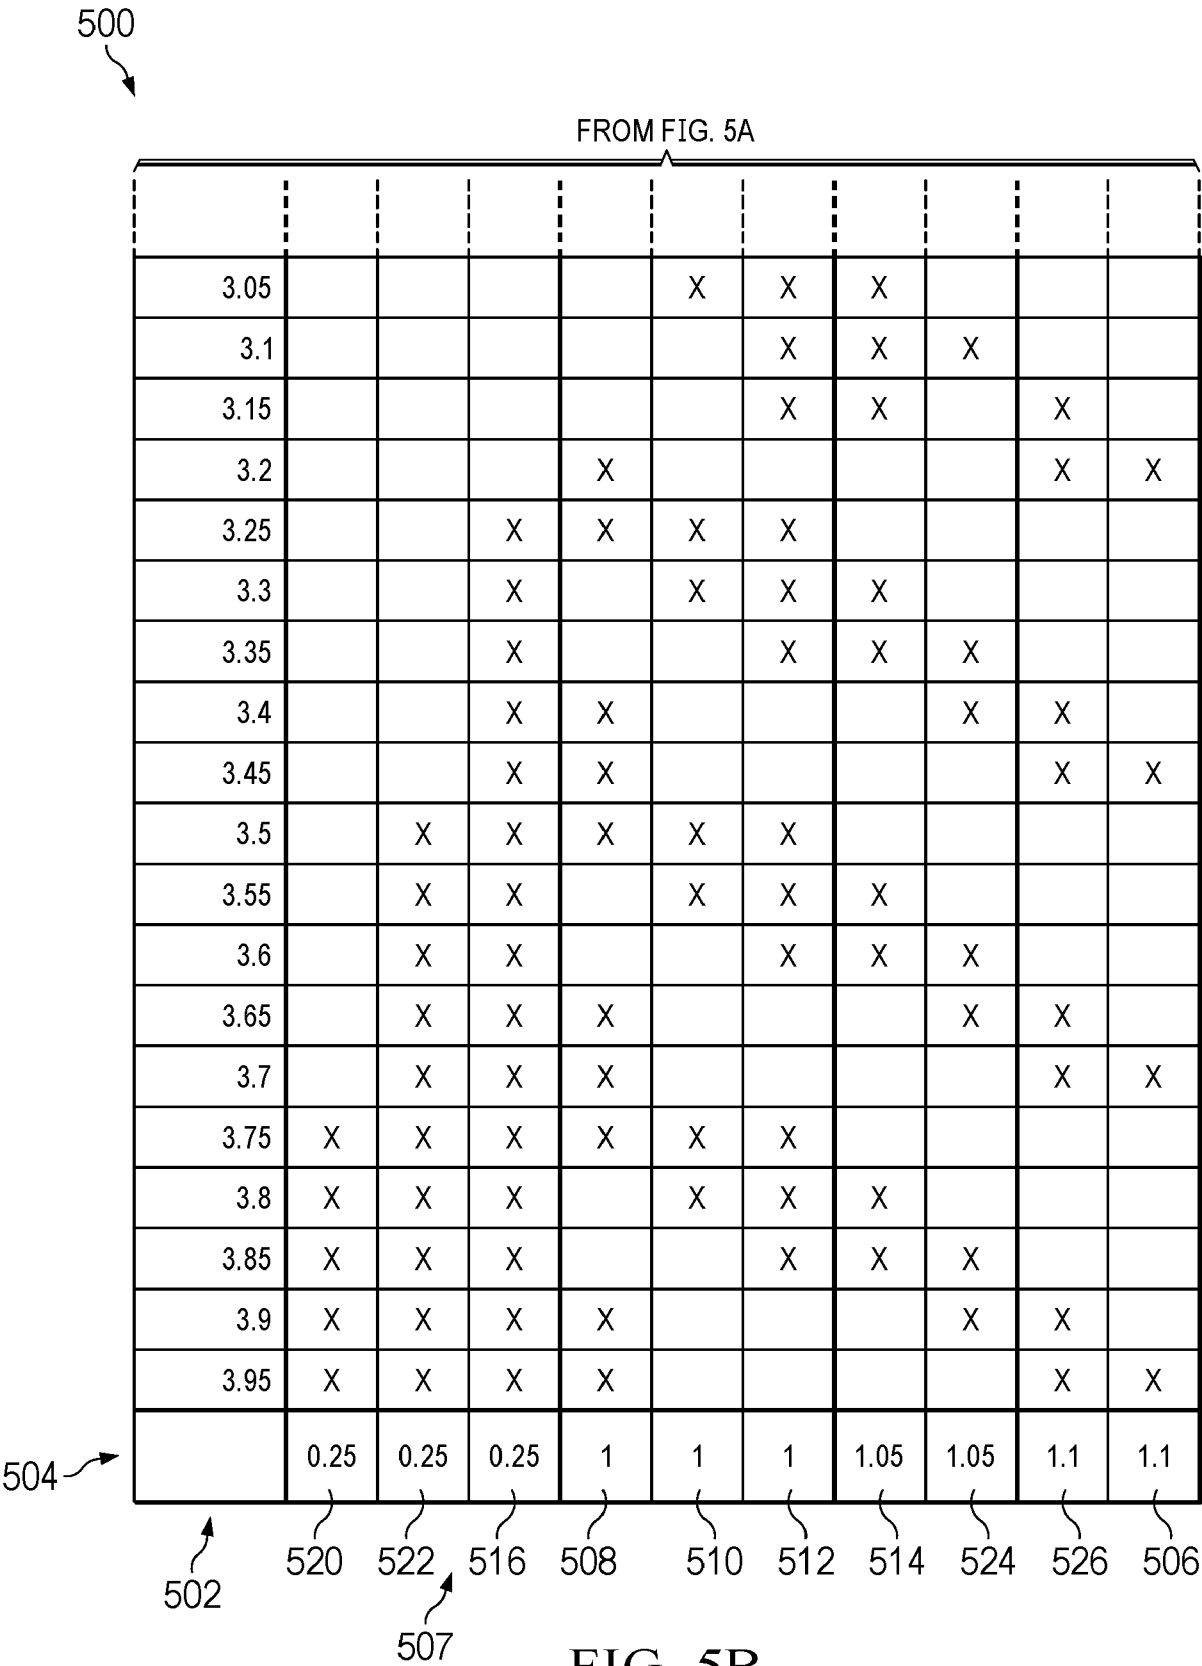 500
FROM FIG. 5A
3.05 X X X
3.1 X X X
3.15 X X X
3.2 X X X
3.25 X X X X
3.3 X X X X
3.35 X X X X
3.4 X X X X
3.45 X X X X
3.5 X X X X X
3.55 X X X X X
3.6 X X X X X
3.65 X X X X X
3.7 X X X X X
3.75 X X X X X X
3.8 X X X X X X
3.85 X X X X X X
3.9 X X X X X X
3.95 X X X X X X
504 0.25 0.25 0.25 1 1 1 1.05 1.05 1.1 1.1
520 522 516 508 510 512 514 524 526 506
502
507
FIG. 5B